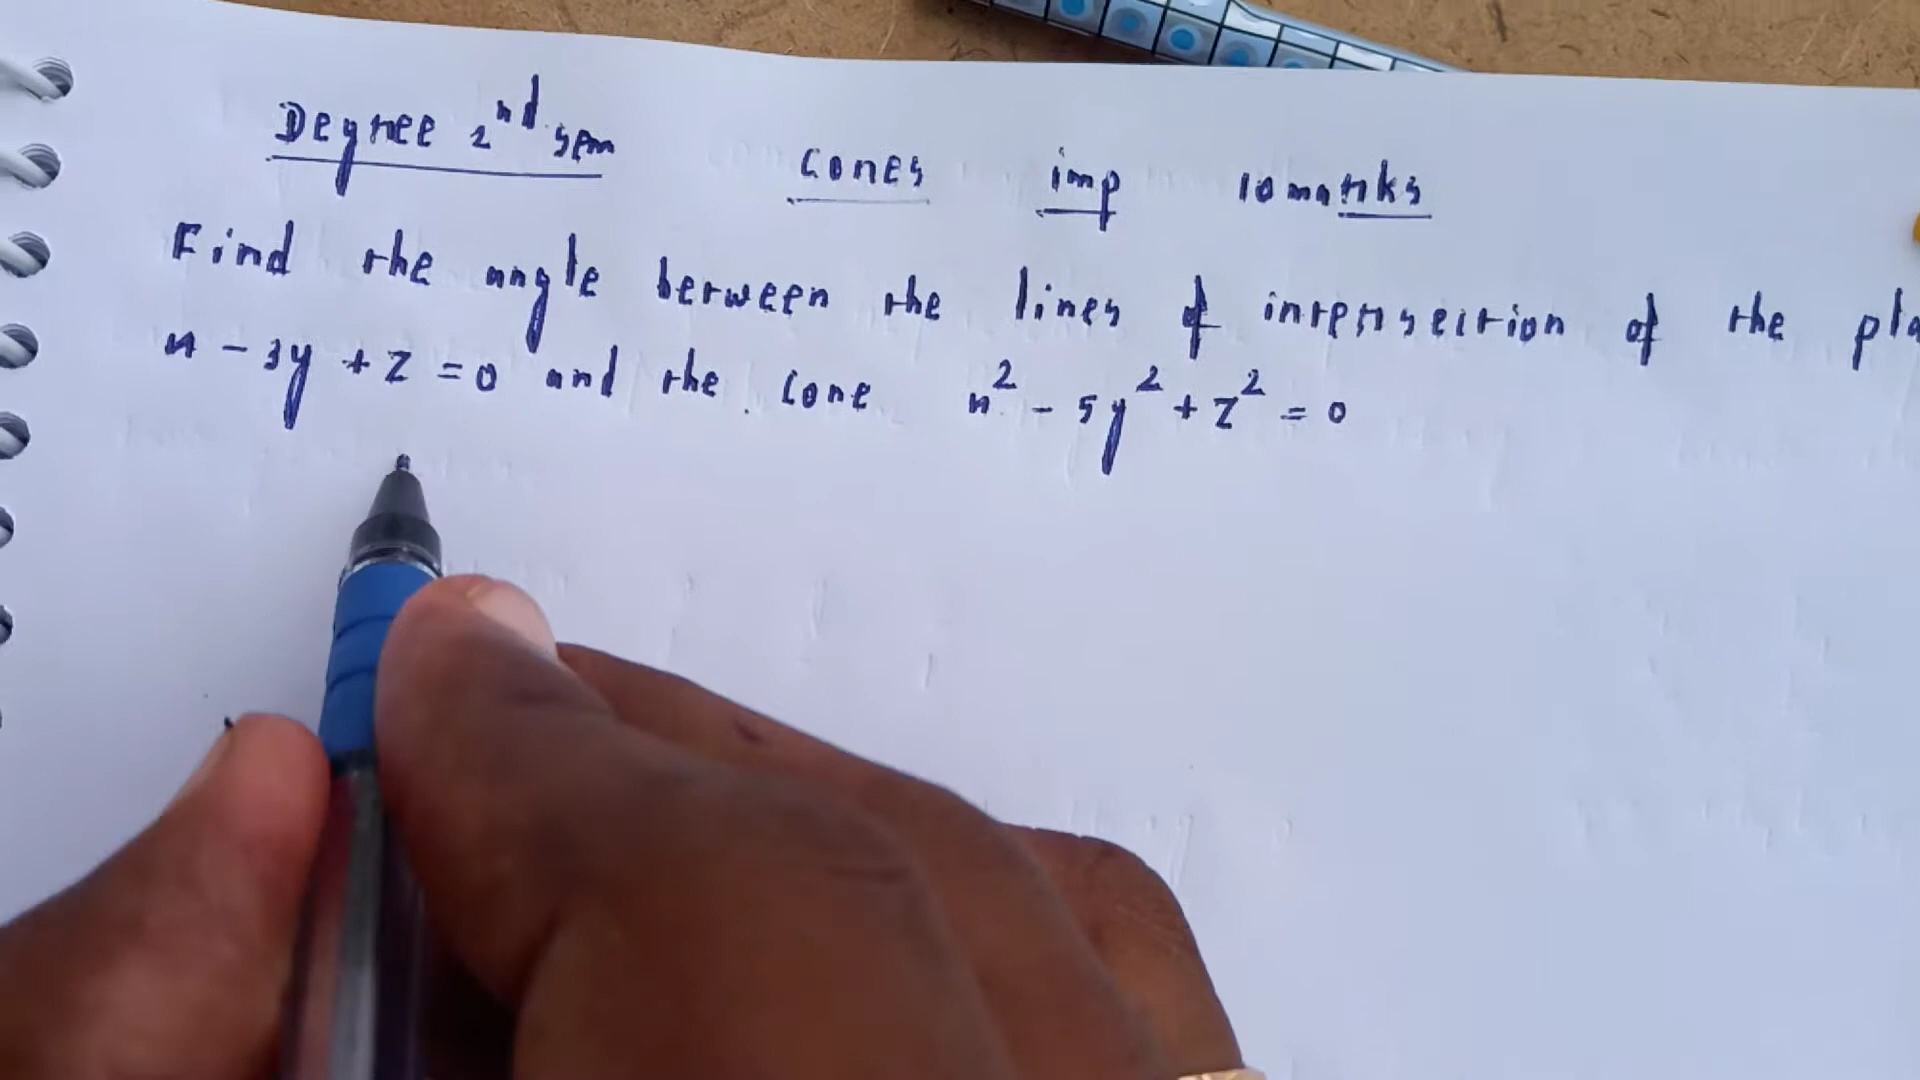 Degree 2nd sem cones imp 10 marks
Find the angle between the lines of intersection of the pla
x - 3y + z = 0 and the cone x² - 5y² + z² = 0